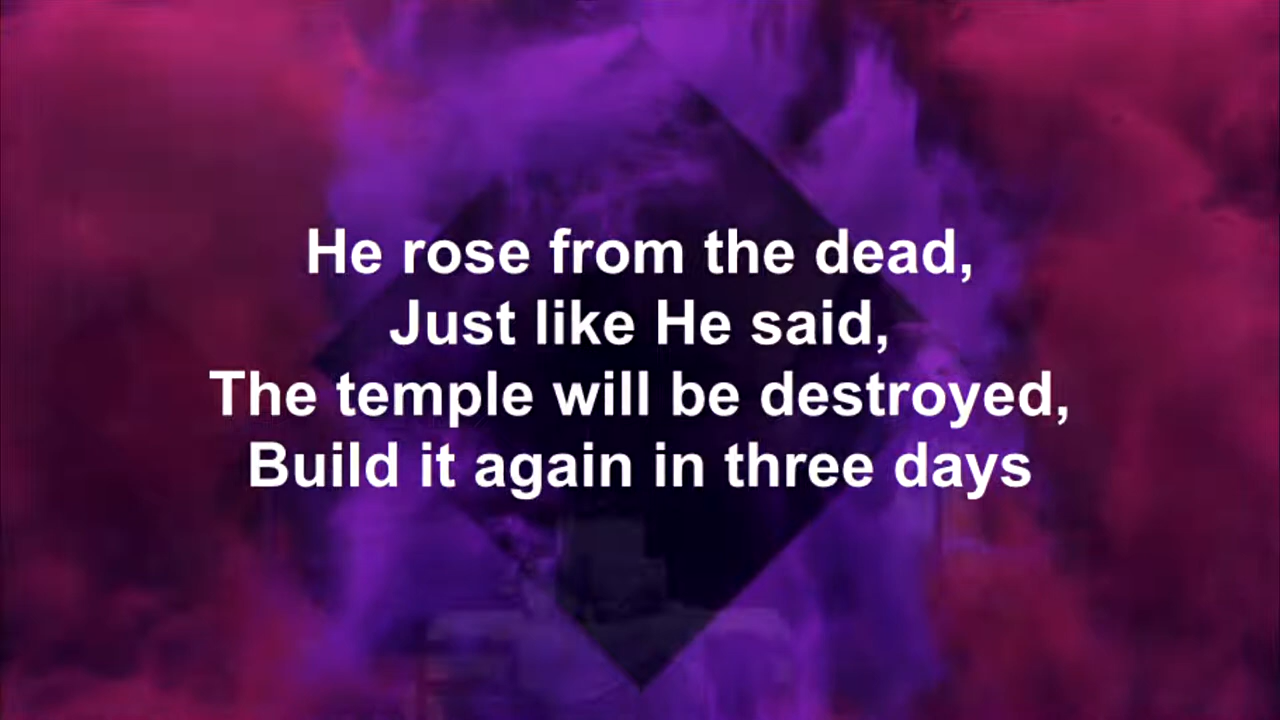 He rose from the dead,
Just like He said,
The temple will be destroyed,
Build it again in three days